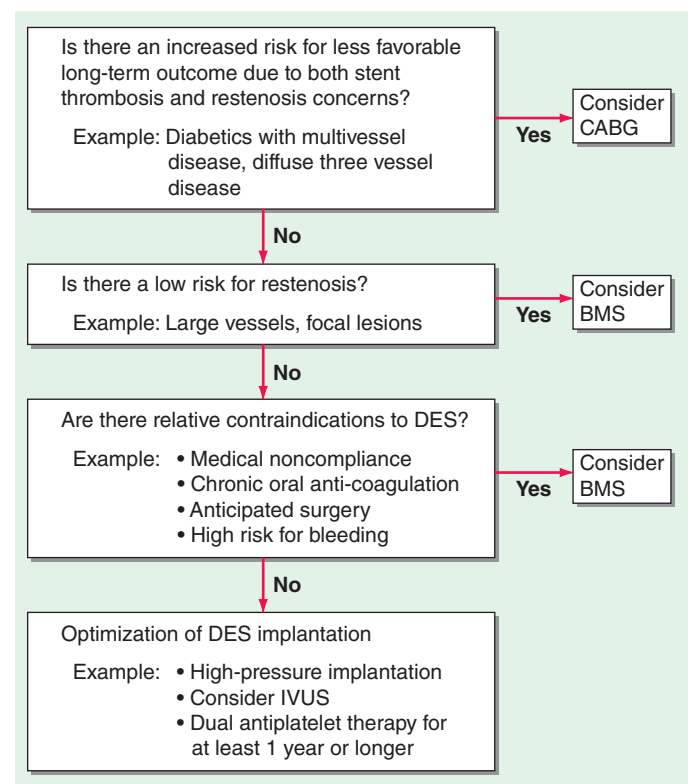 Is there an increased risk for less favorable
long-term outcome due to both stent
thrombosis and restenosis concerns?
Example: Diabetics with multivessel
disease, diffuse three vessel
disease
Yes
Consider
CABG
No
Is there a low risk for restenosis?
Example: Large vessels, focal lesions
Yes
Consider
BMS
No
Are there relative contraindications to DES?
Example: • Medical noncompliance
• Chronic oral anti-coagulation
• Anticipated surgery
• High risk for bleeding
Yes
Consider
BMS
No
Optimization of DES implantation
Example: • High-pressure implantation
• Consider IVUS
• Dual antiplatelet therapy for
at least 1 year or longer